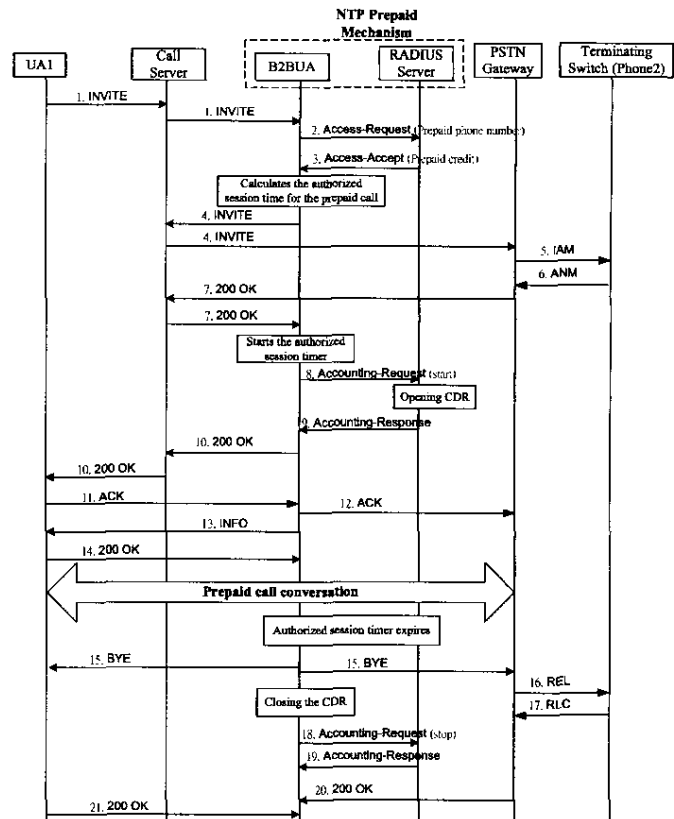 NTP Prepaid
Mechanism
UA1
Call
Server
B2BUA
RADIUS
Server
PSTN
Gateway
Terminating
Switch (Phone2)
1. INVITE
1. INVITE
2. Access-Request (Prepaid phone number)
3. Access-Accept (Prepaid credit)
Calculates the authorized
session time for the prepaid call
4. INVITE
4. INVITE
5. IAM
6. ANM
7. 200 OK
7. 200 OK
Starts the authorized
session timer
8. Accounting-Request (start)
Opening CDR
9. Accounting-Response
10. 200 OK
10. 200 OK
11. ACK
12. ACK
13. INFO
14. 200 OK
Prepaid call conversation
Authorized session timer expires
15. BYE
15. BYE
16. REL
17. RLC
Closing the CDR
18. Accounting-Request (stop)
19. Accounting-Response
20. 200 OK
21. 200 OK